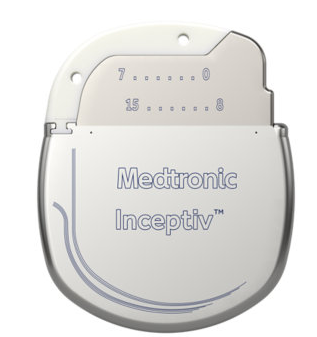 7 . . . . . . 0
15 . . . . . . 8
Medtronic
Inceptiv™